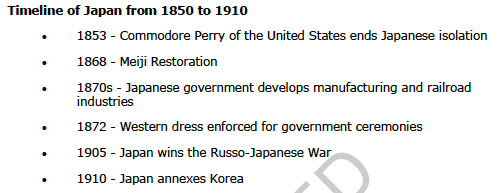 Timeline of Japan from 1850 to 1910
• 1853 - Commodore Perry of the United States ends Japanese isolation
• 1868 - Meiji Restoration
• 1870s - Japanese government develops manufacturing and railroad
industries
• 1872 - Western dress enforced for government ceremonies
• 1905 - Japan wins the Russo-Japanese War
• 1910 - Japan annexes Korea